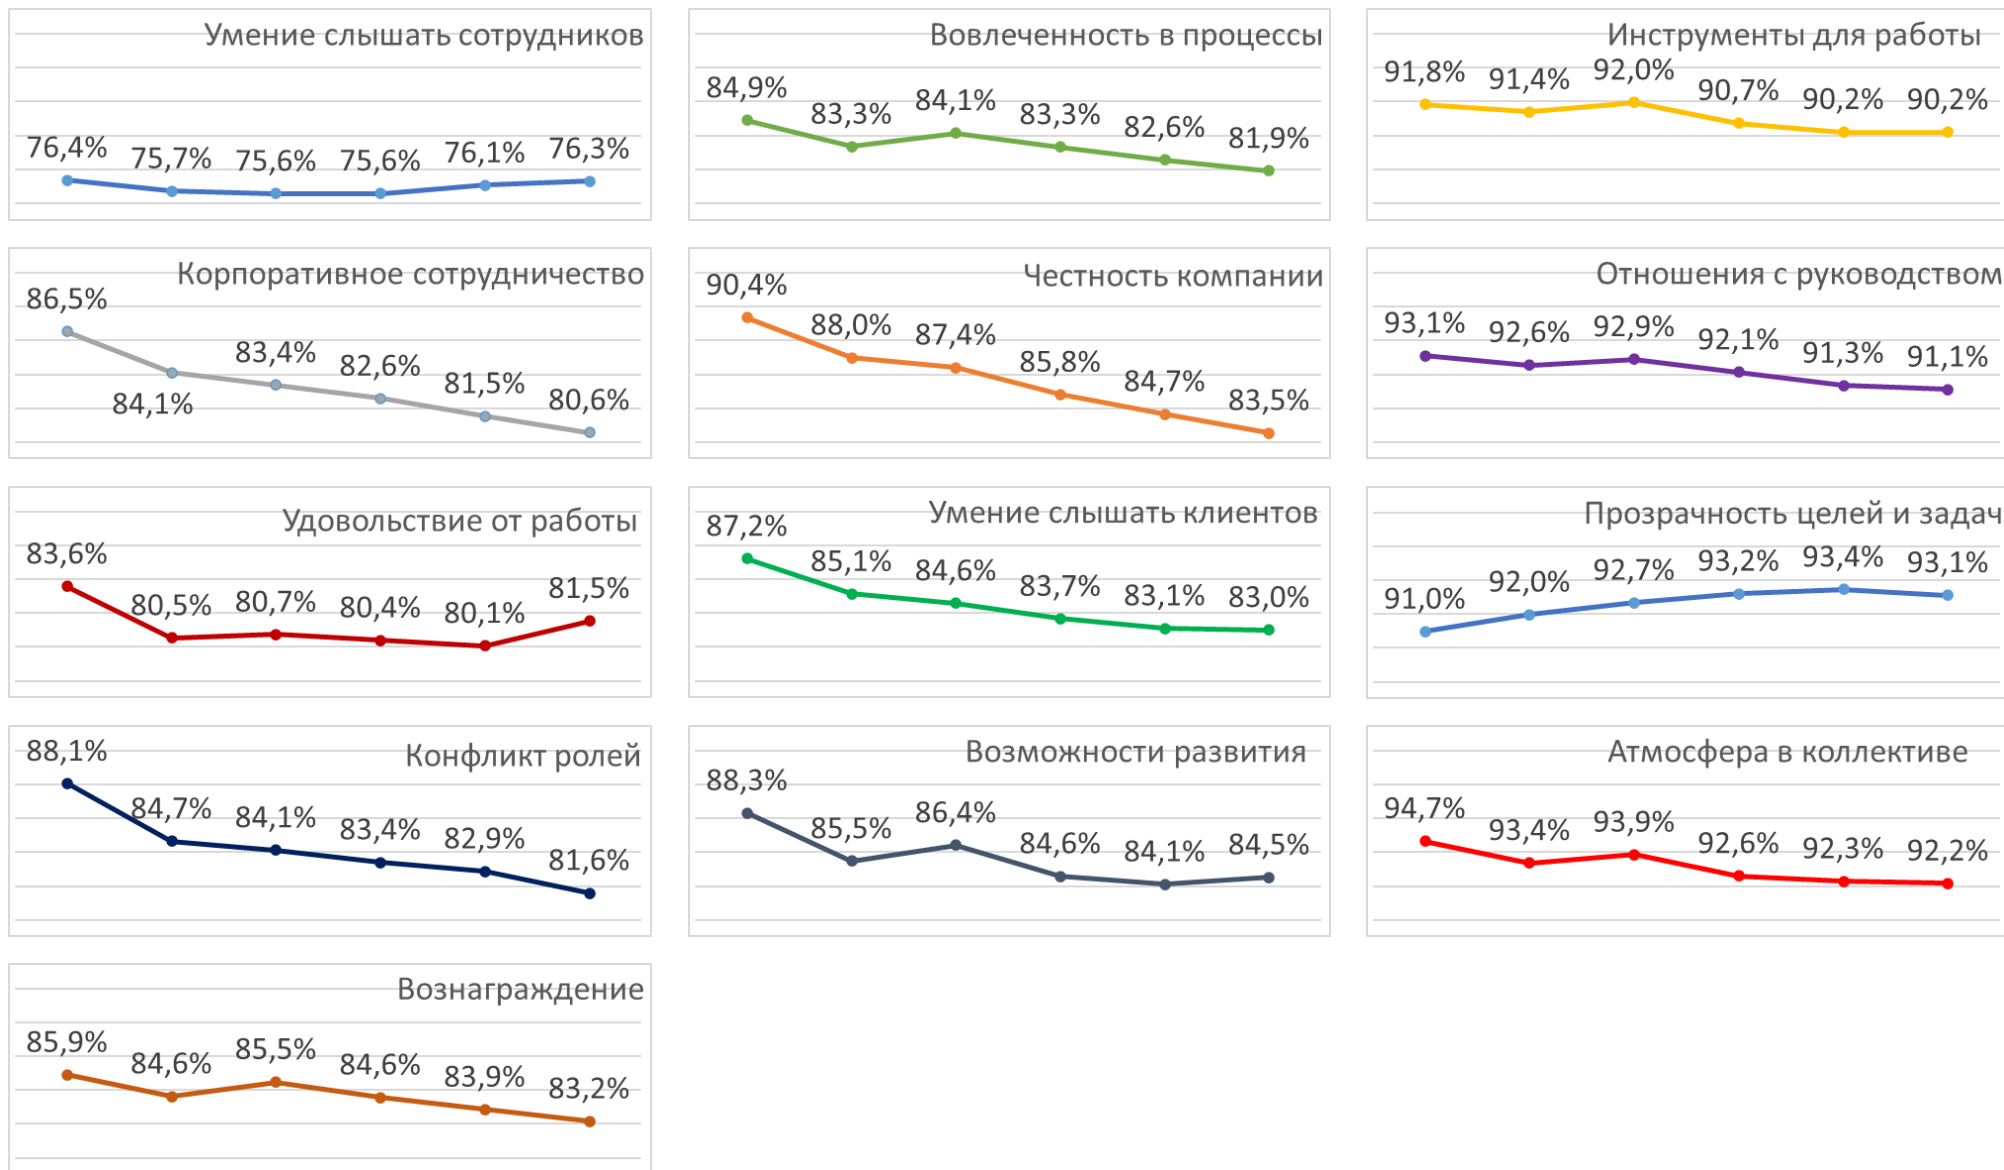 Умение слышать сотрудников
76,4% 75,7% 75,6% 75,6% 76,1% 76,3%
Вовлеченность в процессы
84,9% 83,3% 84,1% 83,3% 82,6% 81,9%
Инструменты для работы
91,8% 91,4% 92,0% 90,7% 90,2% 90,2%
Корпоративное сотрудничество
86,5% 84,1% 83,4% 82,6% 81,5% 80,6%
Честность компании
90,4% 88,0% 87,4% 85,8% 84,7% 83,5%
Отношения с руководством
93,1% 92,6% 92,9% 92,1% 91,3% 91,1%
Удовольствие от работы
83,6% 80,5% 80,7% 80,4% 80,1% 81,5%
Умение слышать клиентов
87,2% 85,1% 84,6% 83,7% 83,1% 83,0%
Прозрачность целей и задач
91,0% 92,0% 92,7% 93,2% 93,4% 93,1%
Конфликт ролей
88,1% 84,7% 84,1% 83,4% 82,9% 81,6%
Возможности развития
88,3% 85,5% 86,4% 84,6% 84,1% 84,5%
Атмосфера в коллективе
94,7% 93,4% 93,9% 92,6% 92,3% 92,2%
Вознаграждение
85,9% 84,6% 85,5% 84,6% 83,9% 83,2%